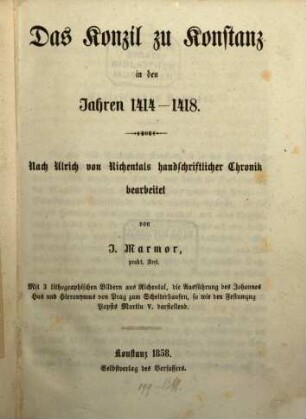 Das Konzil zu Konstanz
in den
Jahren 1414—1418.
Nach Ulrich von Richentals handschriftlicher Chronik
bearbeitet
von
J. Marmor,
prakt. Arzt.
Mit 3 lithographischen Bildern aus Richental, die Ausführung des Johannes
Hus und Hieronymus von Prag zum Scheiterhaufen, so wie den Festungzug
Papsts Martin V. darstellend.
Konstanz 1858.
Selbstverlag des Verfassers.